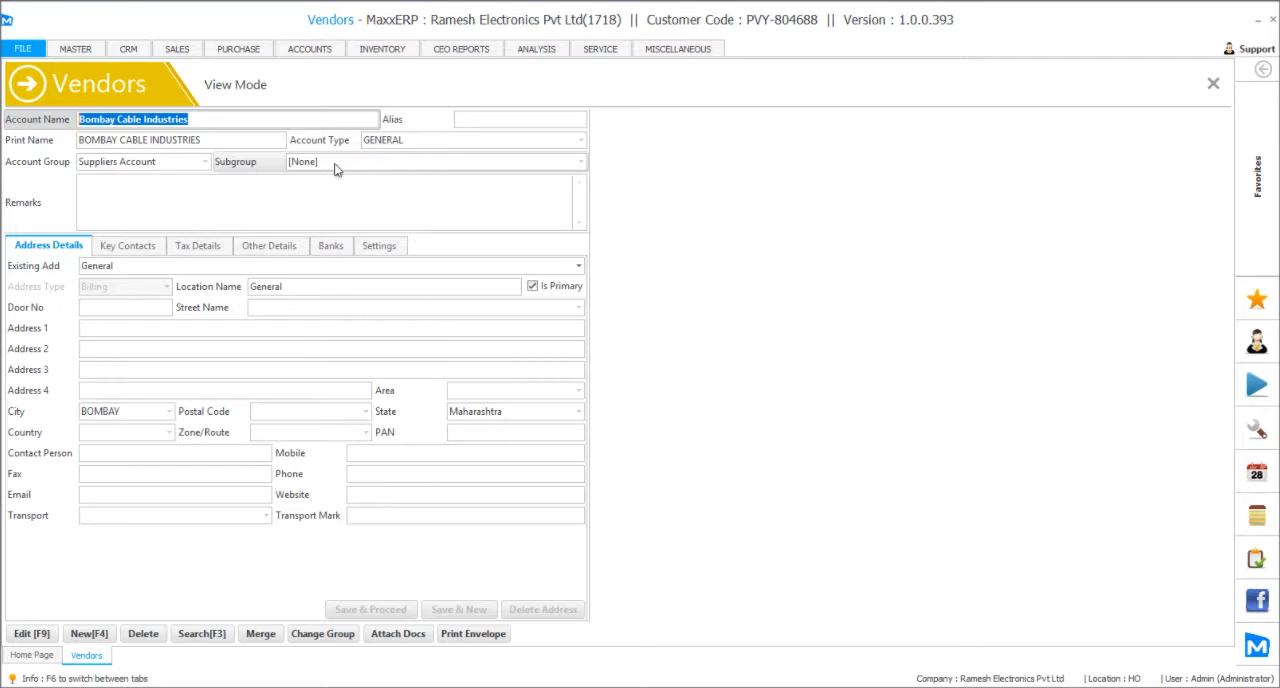 Vendors - MaxxERP : Ramesh Electronics Pvt Ltd(1718) || Customer Code : PVY-804688 || Version : 1.0.0.393
FILE MASTER CRM SALES PURCHASE ACCOUNTS INVENTORY CEO REPORTS ANALYSIS SERVICE MISCELLANEOUS Support
Vendors View Mode
Account Name Bombay Cable Industries Alias
Print Name BOMBAY CABLE INDUSTRIES Account Type GENERAL
Account Group Suppliers Account Subgroup [None]
Favorites
Remarks
Address Details Key Contacts Tax Details Other Details Banks Settings
Existing Add General
Address Type Billing Location Name General Is Primary
Door No Street Name
Address 1
Address 2
Address 3
Address 4 Area
City BOMBAY Postal Code State Maharashtra
Country Zone/Route PAN
Contact Person Mobile
Fax Phone
28
Email Website
Transport Transport Mark
Save & Proceed Save & New Delete Address
Edit [F9] New[F4] Delete Search[F3] Merge Change Group Attach Docs Print Envelope
Home Page Vendors
Info : F6 to switch between tabs Company : Ramesh Electronics Pvt Ltd | Location : HO | User : Admin (Administrator)